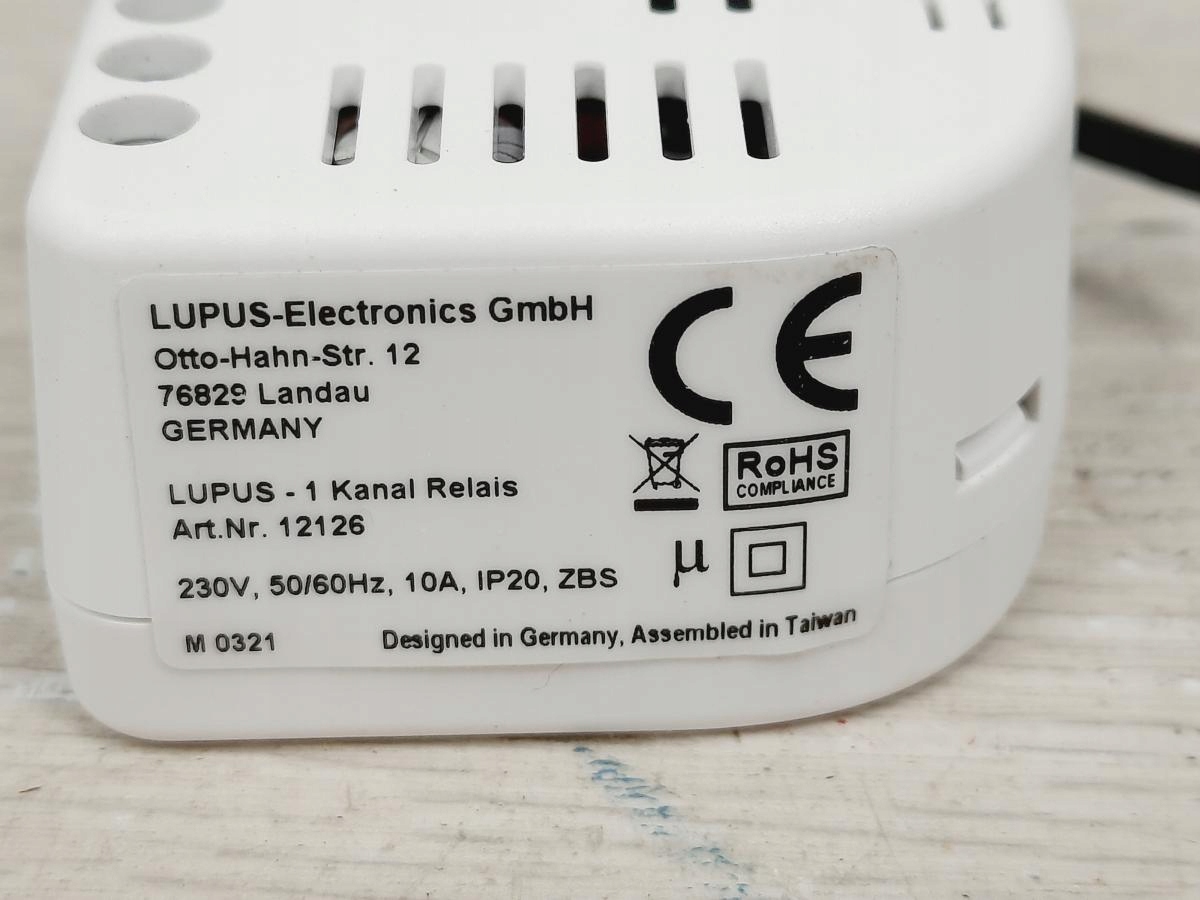 LUPUS-Electronics GmbH
Otto-Hahn-Str. 12
76829 Landau
GERMANY
CE
LUPUS - 1 Kanal Relais
Art.Nr. 12126
RoHS
COMPLIANCE
230V, 50/60Hz, 10A, IP20, ZBS
μ
M 0321
Designed in Germany, Assembled in Taiwan